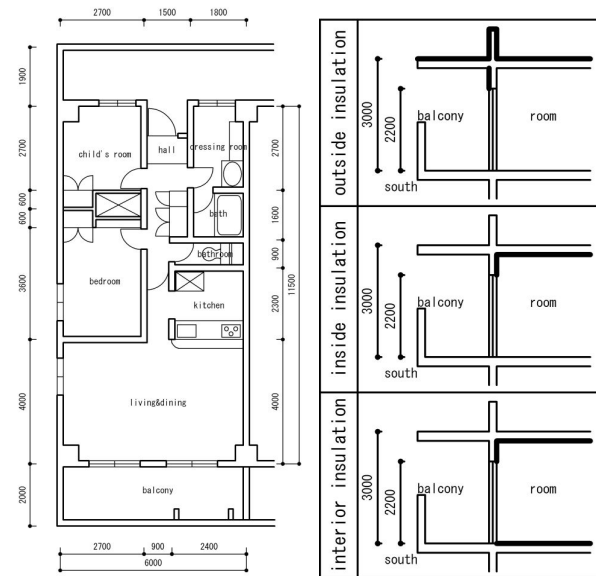 2700 1500 1800
1900
2700
600
600
3600
4000
2000
child's room
hall
dressing room
bath
bathroom
bedroom
kitchen
living&dining
balcony
2700
1600
900
2300
11500
4000
2700 900 2400
6000
outside insulation
3000
2200
balcony
room
south
inside insulation
3000
2200
balcony
room
south
interior insulation
3000
2200
balcony
room
south